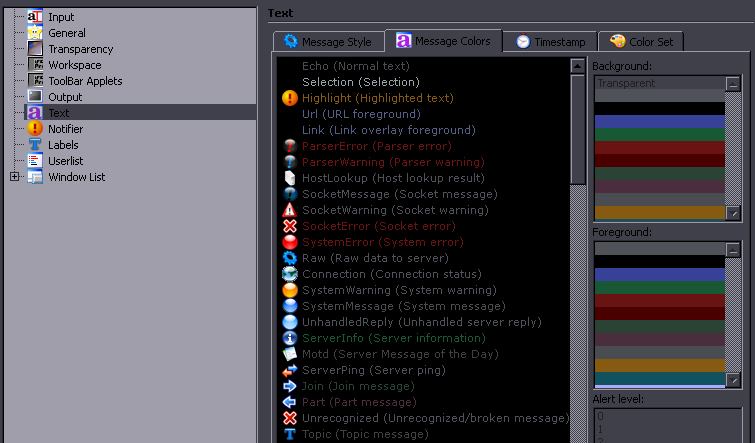 Input
General
Transparency
Workspace
ToolBar Applets
Output
Text
Notifier
Labels
Userlist
Window List
Text
Message Style
Message Colors
Timestamp
Color Set
Echo (Normal text)
Selection (Selection)
Highlight (Highlighted text)
Url (URL foreground)
Link (Link overlay foreground)
ParserError (Parser error)
ParserWarning (Parser warning)
HostLookup (Host lookup result)
SocketMessage (Socket message)
SocketWarning (Socket warning)
SocketError (Socket error)
SystemError (System error)
Raw (Raw data to server)
Connection (Connection status)
SystemWarning (System warning)
SystemMessage (System message)
UnhandledReply (Unhandled server reply)
ServerInfo (Server information)
Motd (Server Message of the Day)
ServerPing (Server ping)
Join (Join message)
Part (Part message)
Unrecognized (Unrecognized/broken message)
Topic (Topic message)
Background:
Transparent
Foreground:
Alert level:
0
1
2